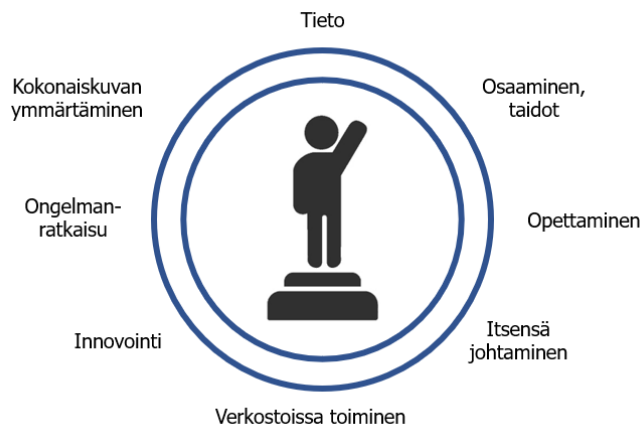 Tieto
Osaaminen,
taidot
Opettaminen
Itsensä
johtaminen
Verkostoissa toiminen
Innovointi
Ongelman-
ratkaisu
Kokonaiskuvan
ymmärtäminen